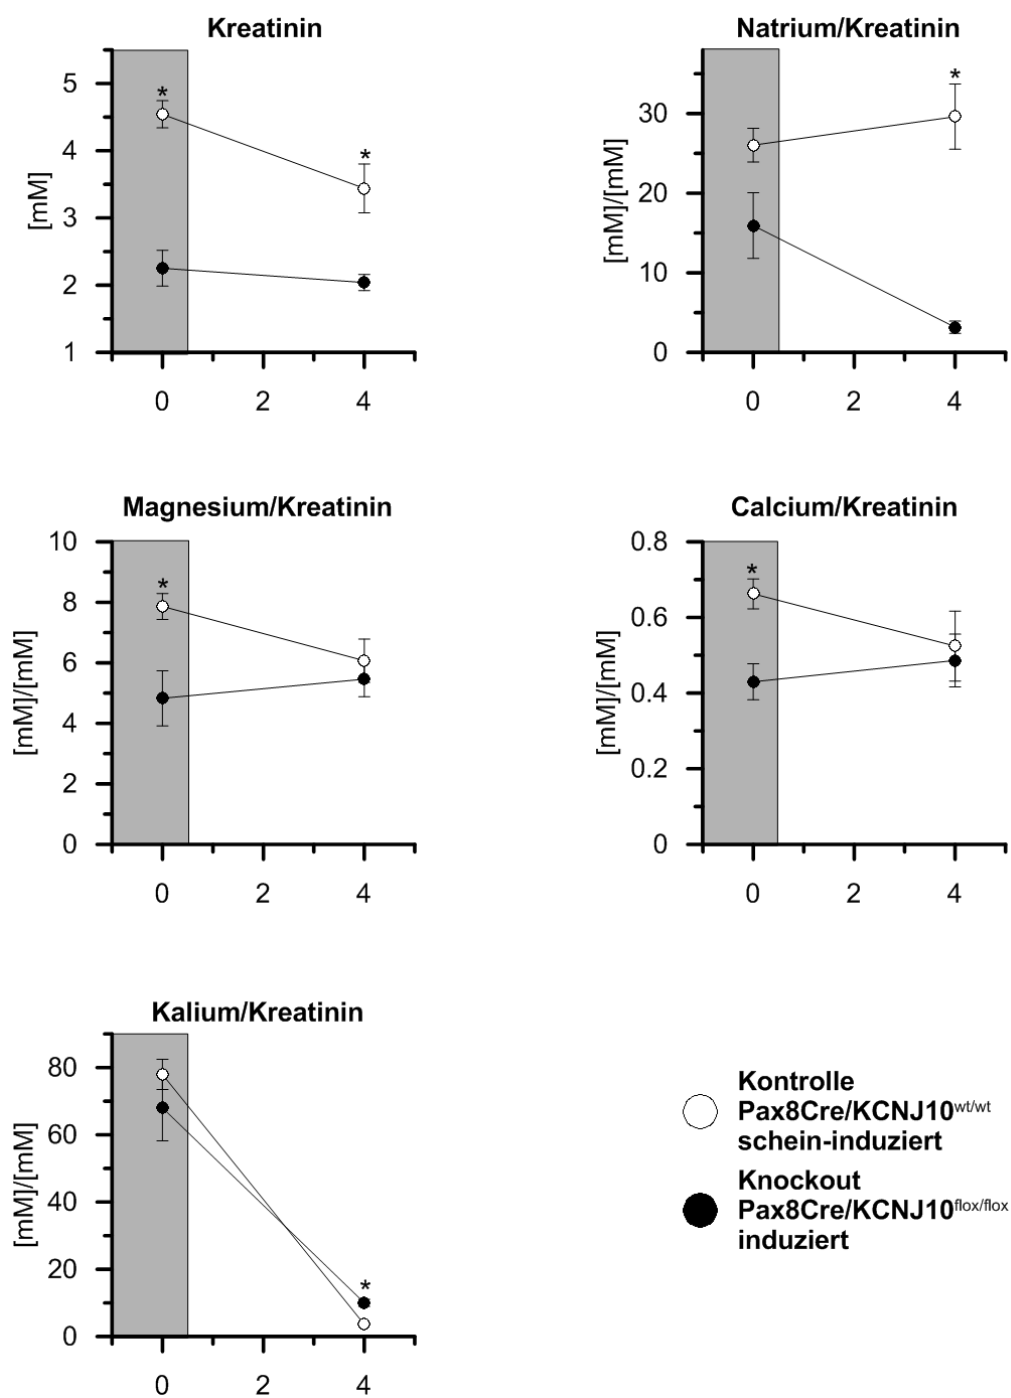 Kreatinin
5
*
4
*
3
2
1
[mM]
0
2
4
Natrium/Kreatinin
*
30
20
10
0
[mM]/[mM]
0
2
4
Magnesium/Kreatinin
10
8
*
6
4
2
0
[mM]/[mM]
0
2
4
Calcium/Kreatinin
0.8
*
0.6
0.4
0.2
0
[mM]/[mM]
0
2
4
Kalium/Kreatinin
80
60
40
20
*
0
[mM]/[mM]
0
2
4
Kontrolle
Pax8Cre/KCNJ10wt/wt
schein-induziert
Knockout
Pax8Cre/KCNJ10flox/flox
induziert